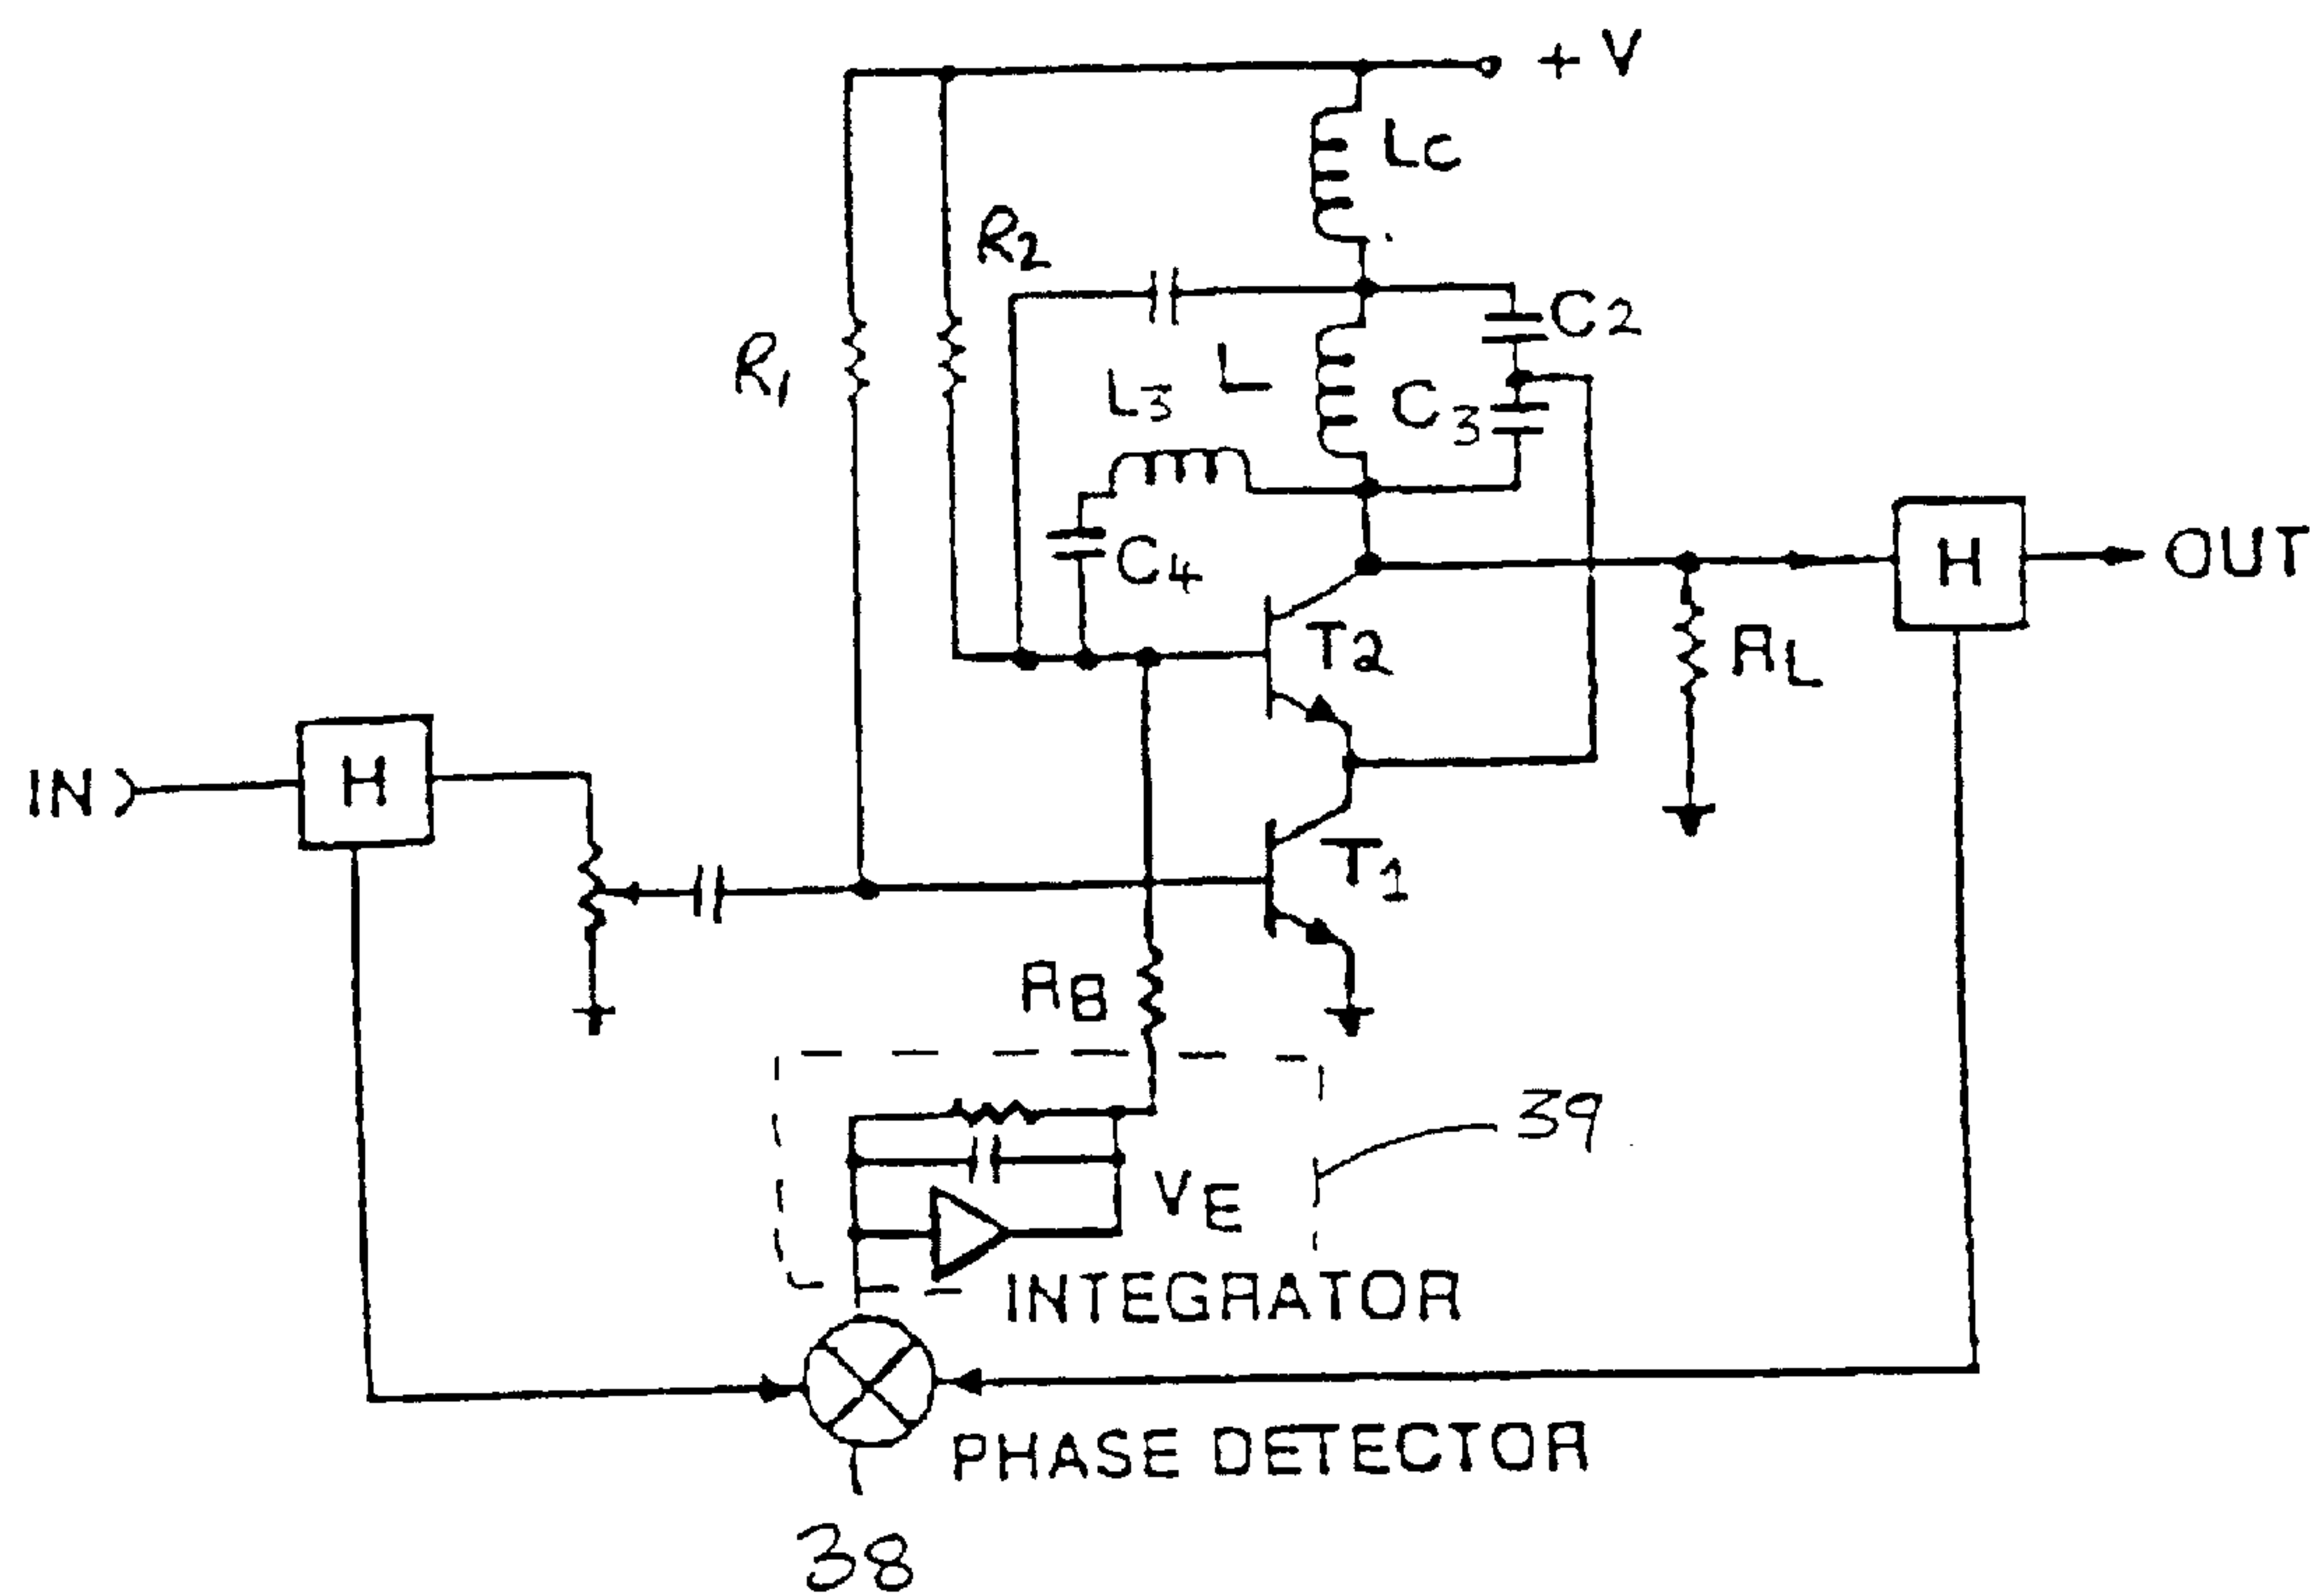 + V
LC
R2
C2
R1
L3
L
C3
C4
H
OUT
T2
RL
IN
H
T1
RB
39
VE
INTEGRATOR
PHASE DETECTOR
38